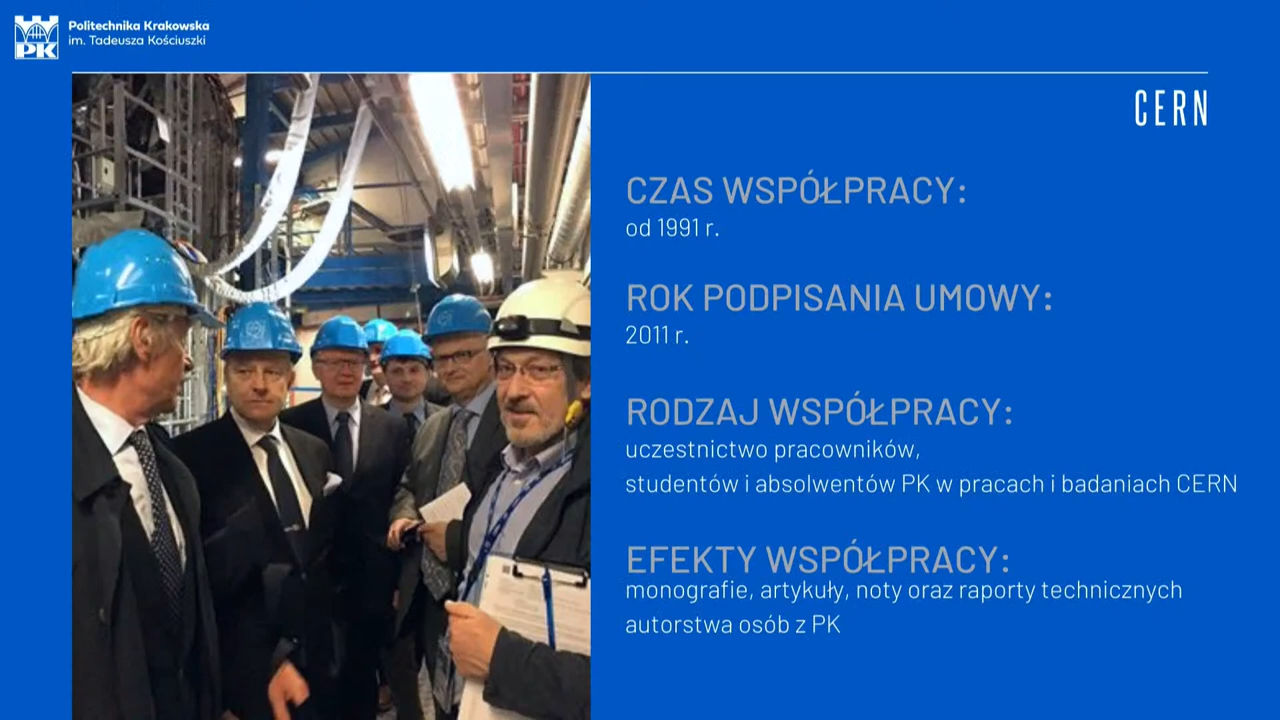 Politechnika Krakowska
im. Tadeusza Kościuszki
PK
CERN
CZAS WSPÓŁPRACY:
od 1991 r.
ROK PODPISANIA UMOWY:
2011 r.
RODZAJ WSPÓŁPRACY:
uczestnictwo pracowników,
studentów i absolwentów PK w pracach i badaniach CERN
EFEKTY WSPÓŁPRACY:
monografie, artykuły, noty oraz raporty technicznych
autorstwa osób z PK